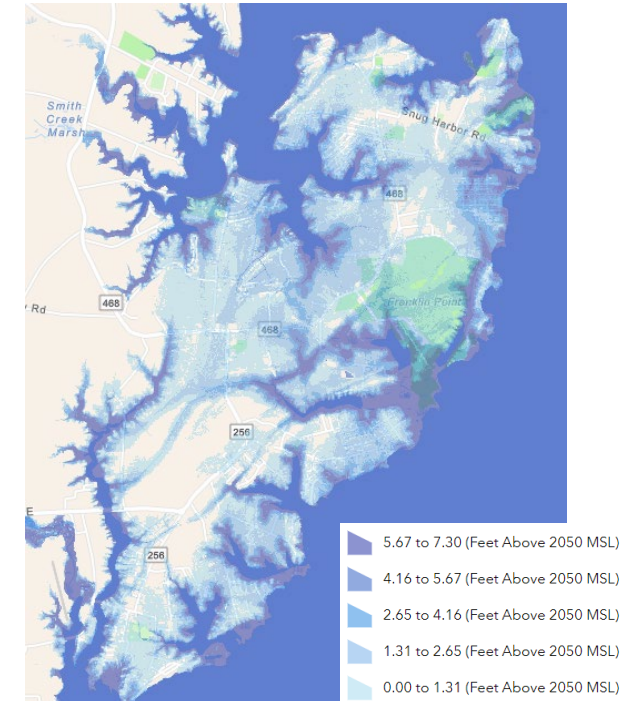 Smith
Creek
Marsh
Snug Harbor Rd
468
Rd
468
Franklin Point
468
256
E
256
5.67 to 7.30 (Feet Above 2050 MSL)
4.16 to 5.67 (Feet Above 2050 MSL)
2.65 to 4.16 (Feet Above 2050 MSL)
1.31 to 2.65 (Feet Above 2050 MSL)
0.00 to 1.31 (Feet Above 2050 MSL)